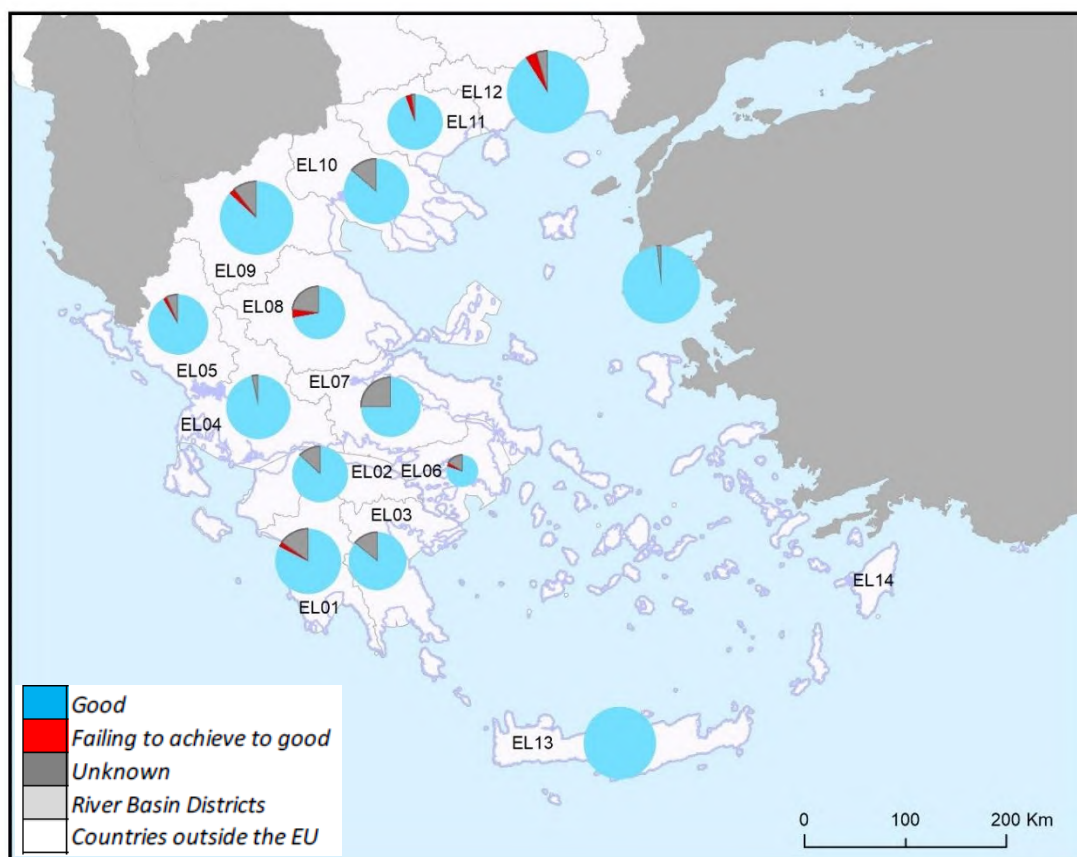 EL12
EL11
EL10
EL09
EL08
EL05
EL07
EL04
EL02
EL06
EL03
EL14
EL01
EL13
Good
Failing to achieve to good
Unknown
River Basin Districts
Countries outside the EU
0 100 200 Km